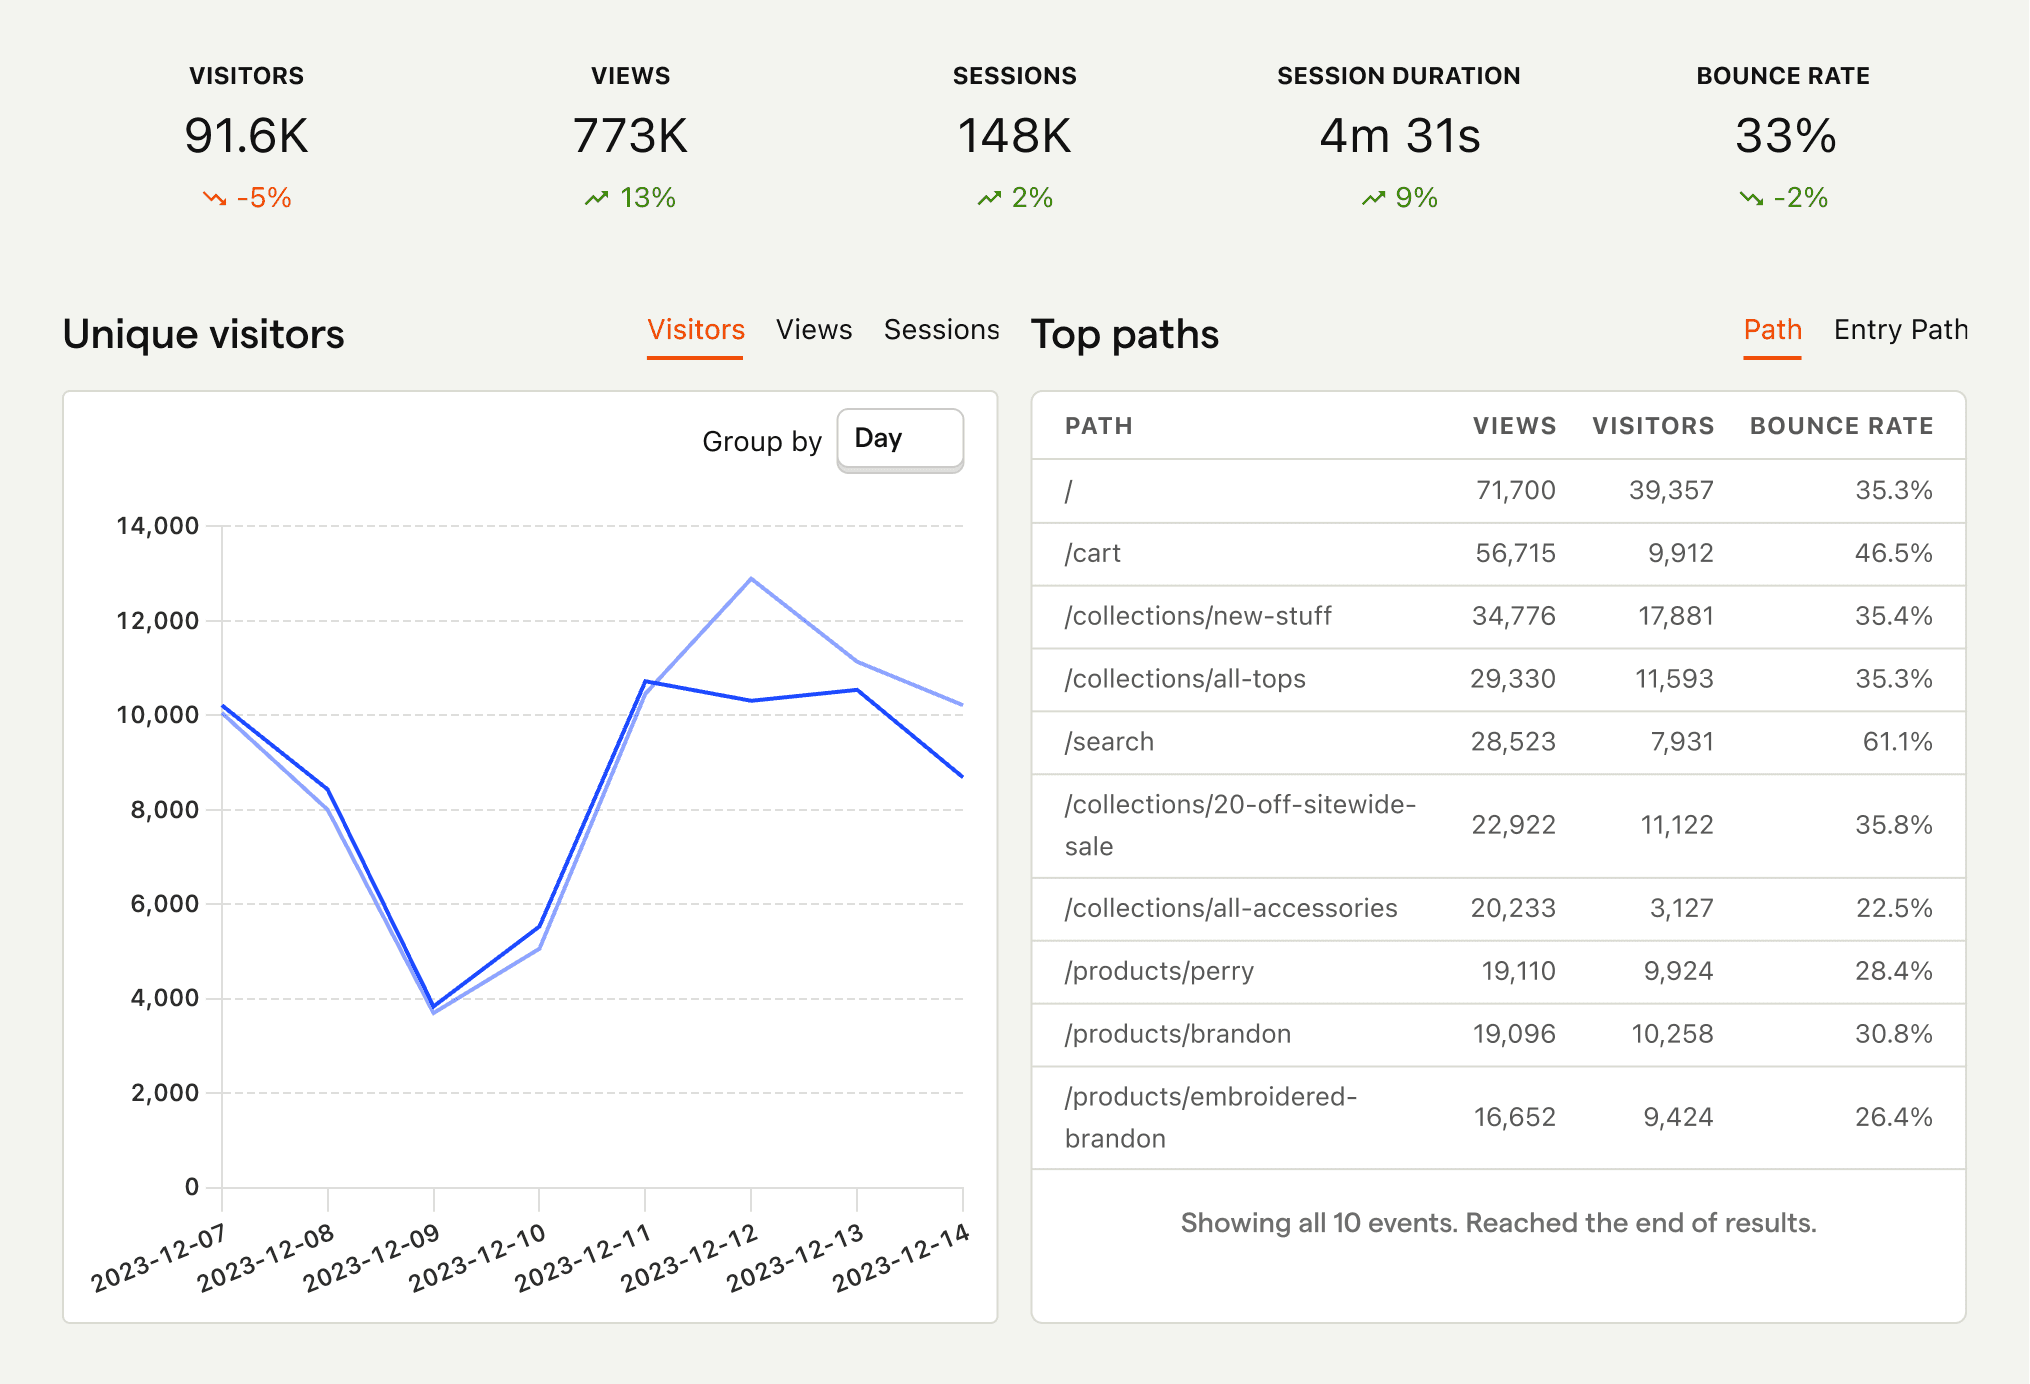 VISITORS
91.6K
-5%
VIEWS
773K
13%
SESSIONS
148K
2%
SESSION DURATION
4m 31s
9%
BOUNCE RATE
33%
-2%
Unique visitors
Visitors Views Sessions
Group by Day
14,000
12,000
10,000
8,000
6,000
4,000
2,000
0
2023-12-07
2023-12-08
2023-12-09
2023-12-10
2023-12-11
2023-12-12
2023-12-13
2023-12-14
Top paths
Path Entry Path
PATH VIEWS VISITORS BOUNCE RATE
/ 71,700 39,357 35.3%
/cart 56,715 9,912 46.5%
/collections/new-stuff 34,776 17,881 35.4%
/collections/all-tops 29,330 11,593 35.3%
/search 28,523 7,931 61.1%
/collections/20-off-sitewide-
sale 22,922 11,122 35.8%
/collections/all-accessories 20,233 3,127 22.5%
/products/perry 19,110 9,924 28.4%
/products/brandon 19,096 10,258 30.8%
/products/embroidered-
brandon 16,652 9,424 26.4%
Showing all 10 events. Reached the end of results.